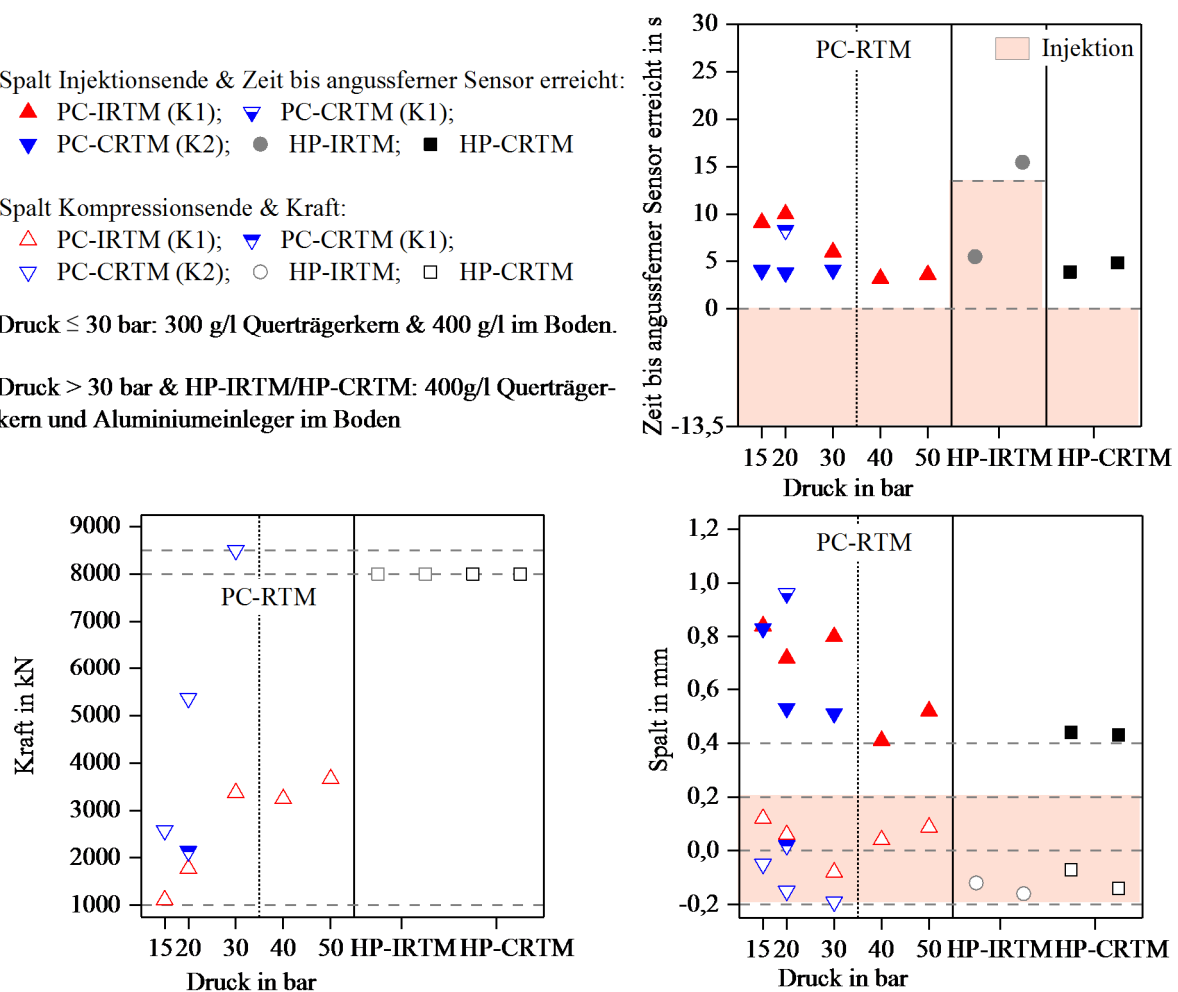 Spalt Injektionsende & Zeit bis angussferner Sensor erreicht:
PC-IRTM (K1); PC-CRTM (K1);
PC-CRTM (K2); HP-IRTM; HP-CRTM
Spalt Kompressionsende & Kraft:
PC-IRTM (K1); PC-CRTM (K1);
PC-CRTM (K2); HP-IRTM; HP-CRTM
Druck ≤ 30 bar: 300 g/l Querträgerkern & 400 g/l im Boden.
Druck > 30 bar & HP-IRTM/HP-CRTM: 400g/l Querträger-
kern und Aluminiumeinleger im Boden
Zeit bis angussferner Sensor erreicht in s
30
25
20
15
10
5
0
-13,5
PC-RTM
Injektion
15 20 30 40 50 HP-IRTM HP-CRTM
Druck in bar
Kraft in kN
9000
8000
7000
6000
5000
4000
3000
2000
1000
PC-RTM
15 20 30 40 50 HP-IRTM HP-CRTM
Druck in bar
Spalt in mm
1,2
1,0
0,8
0,6
0,4
0,2
0,0
-0,2
PC-RTM
15 20 30 40 50 HP-IRTM HP-CRTM
Druck in bar